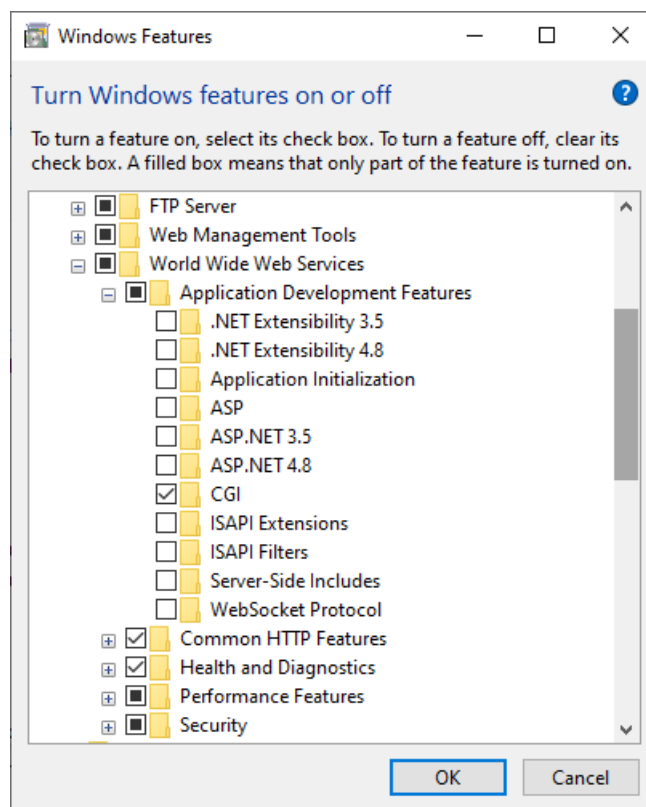 Windows Features
Turn Windows features on or off
To turn a feature on, select its check box. To turn a feature off, clear its
check box. A filled box means that only part of the feature is turned on.
FTP Server
Web Management Tools
World Wide Web Services
Application Development Features
.NET Extensibility 3.5
.NET Extensibility 4.8
Application Initialization
ASP
ASP.NET 3.5
ASP.NET 4.8
CGI
ISAPI Extensions
ISAPI Filters
Server-Side Includes
WebSocket Protocol
Common HTTP Features
Health and Diagnostics
Performance Features
Security
OK
Cancel